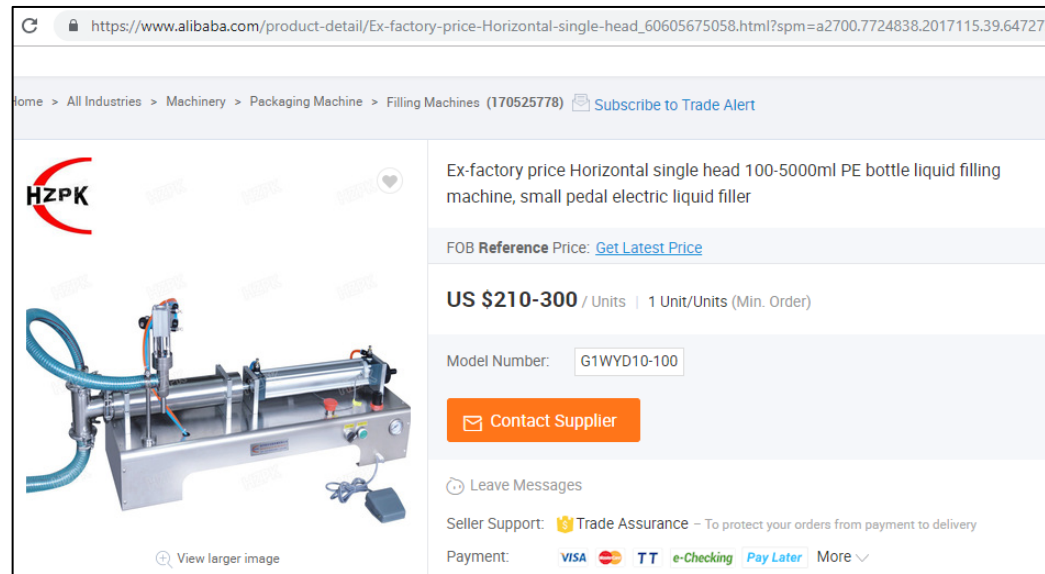 https://www.alibaba.com/product-detail/Ex-factory-price-Horizontal-single-head_60605675058.html?spm=a2700.7724838.2017115.39.64727
Home > All Industries > Machinery > Packaging Machine > Filling Machines (170525778) Subscribe to Trade Alert
HZPK
Ex-factory price Horizontal single head 100-5000ml PE bottle liquid filling
machine, small pedal electric liquid filler
FOB Reference Price: Get Latest Price
US $210-300 / Units | 1 Unit/Units (Min. Order)
Model Number: G1WYD10-100
Contact Supplier
Leave Messages
Seller Support: $ Trade Assurance – To protect your orders from payment to delivery
View larger image
Payment: VISA MasterCard TT e-Checking Pay Later More